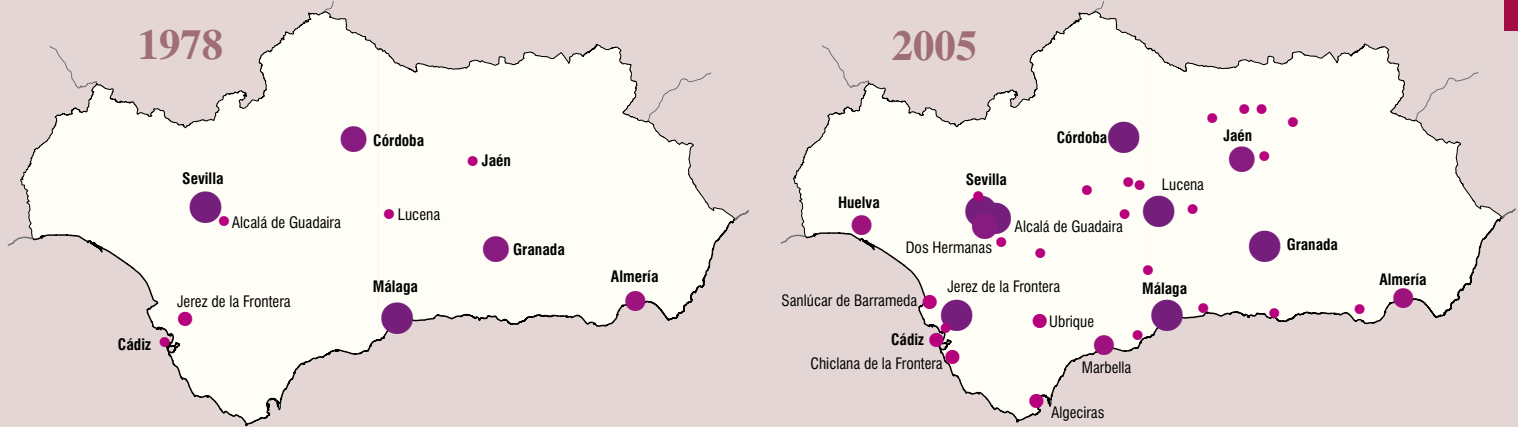 1978
Córdoba
Jaén
Sevilla
Lucena
Alcalá de Guadaira
Granada
Almería
Málaga
Jerez de la Frontera
Cádiz
2005
Córdoba
Jaén
Sevilla
Lucena
Huelva
Alcalá de Guadaira
Dos Hermanas
Granada
Almería
Jerez de la Frontera
Málaga
Sanlúcar de Barrameda
Ubrique
Cádiz
Chiclana de la Frontera
Marbella
Algeciras